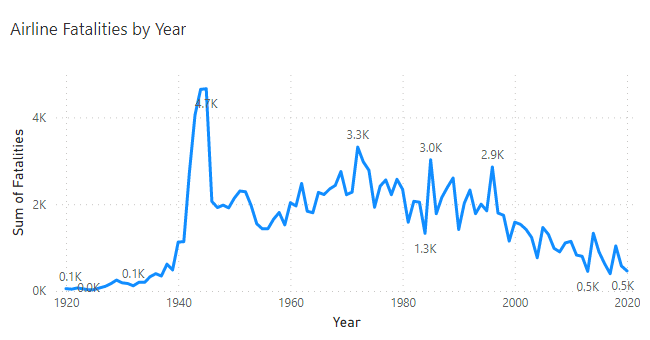 Airline Fatalities by Year
Sum of Fatalities
4K
2K
0K
0.1K
0.0K
0.1K
4.7K
3.3K
1.3K
3.0K
2.9K
0.5K
0.5K
1920
1940
1960
1980
2000
2020
Year